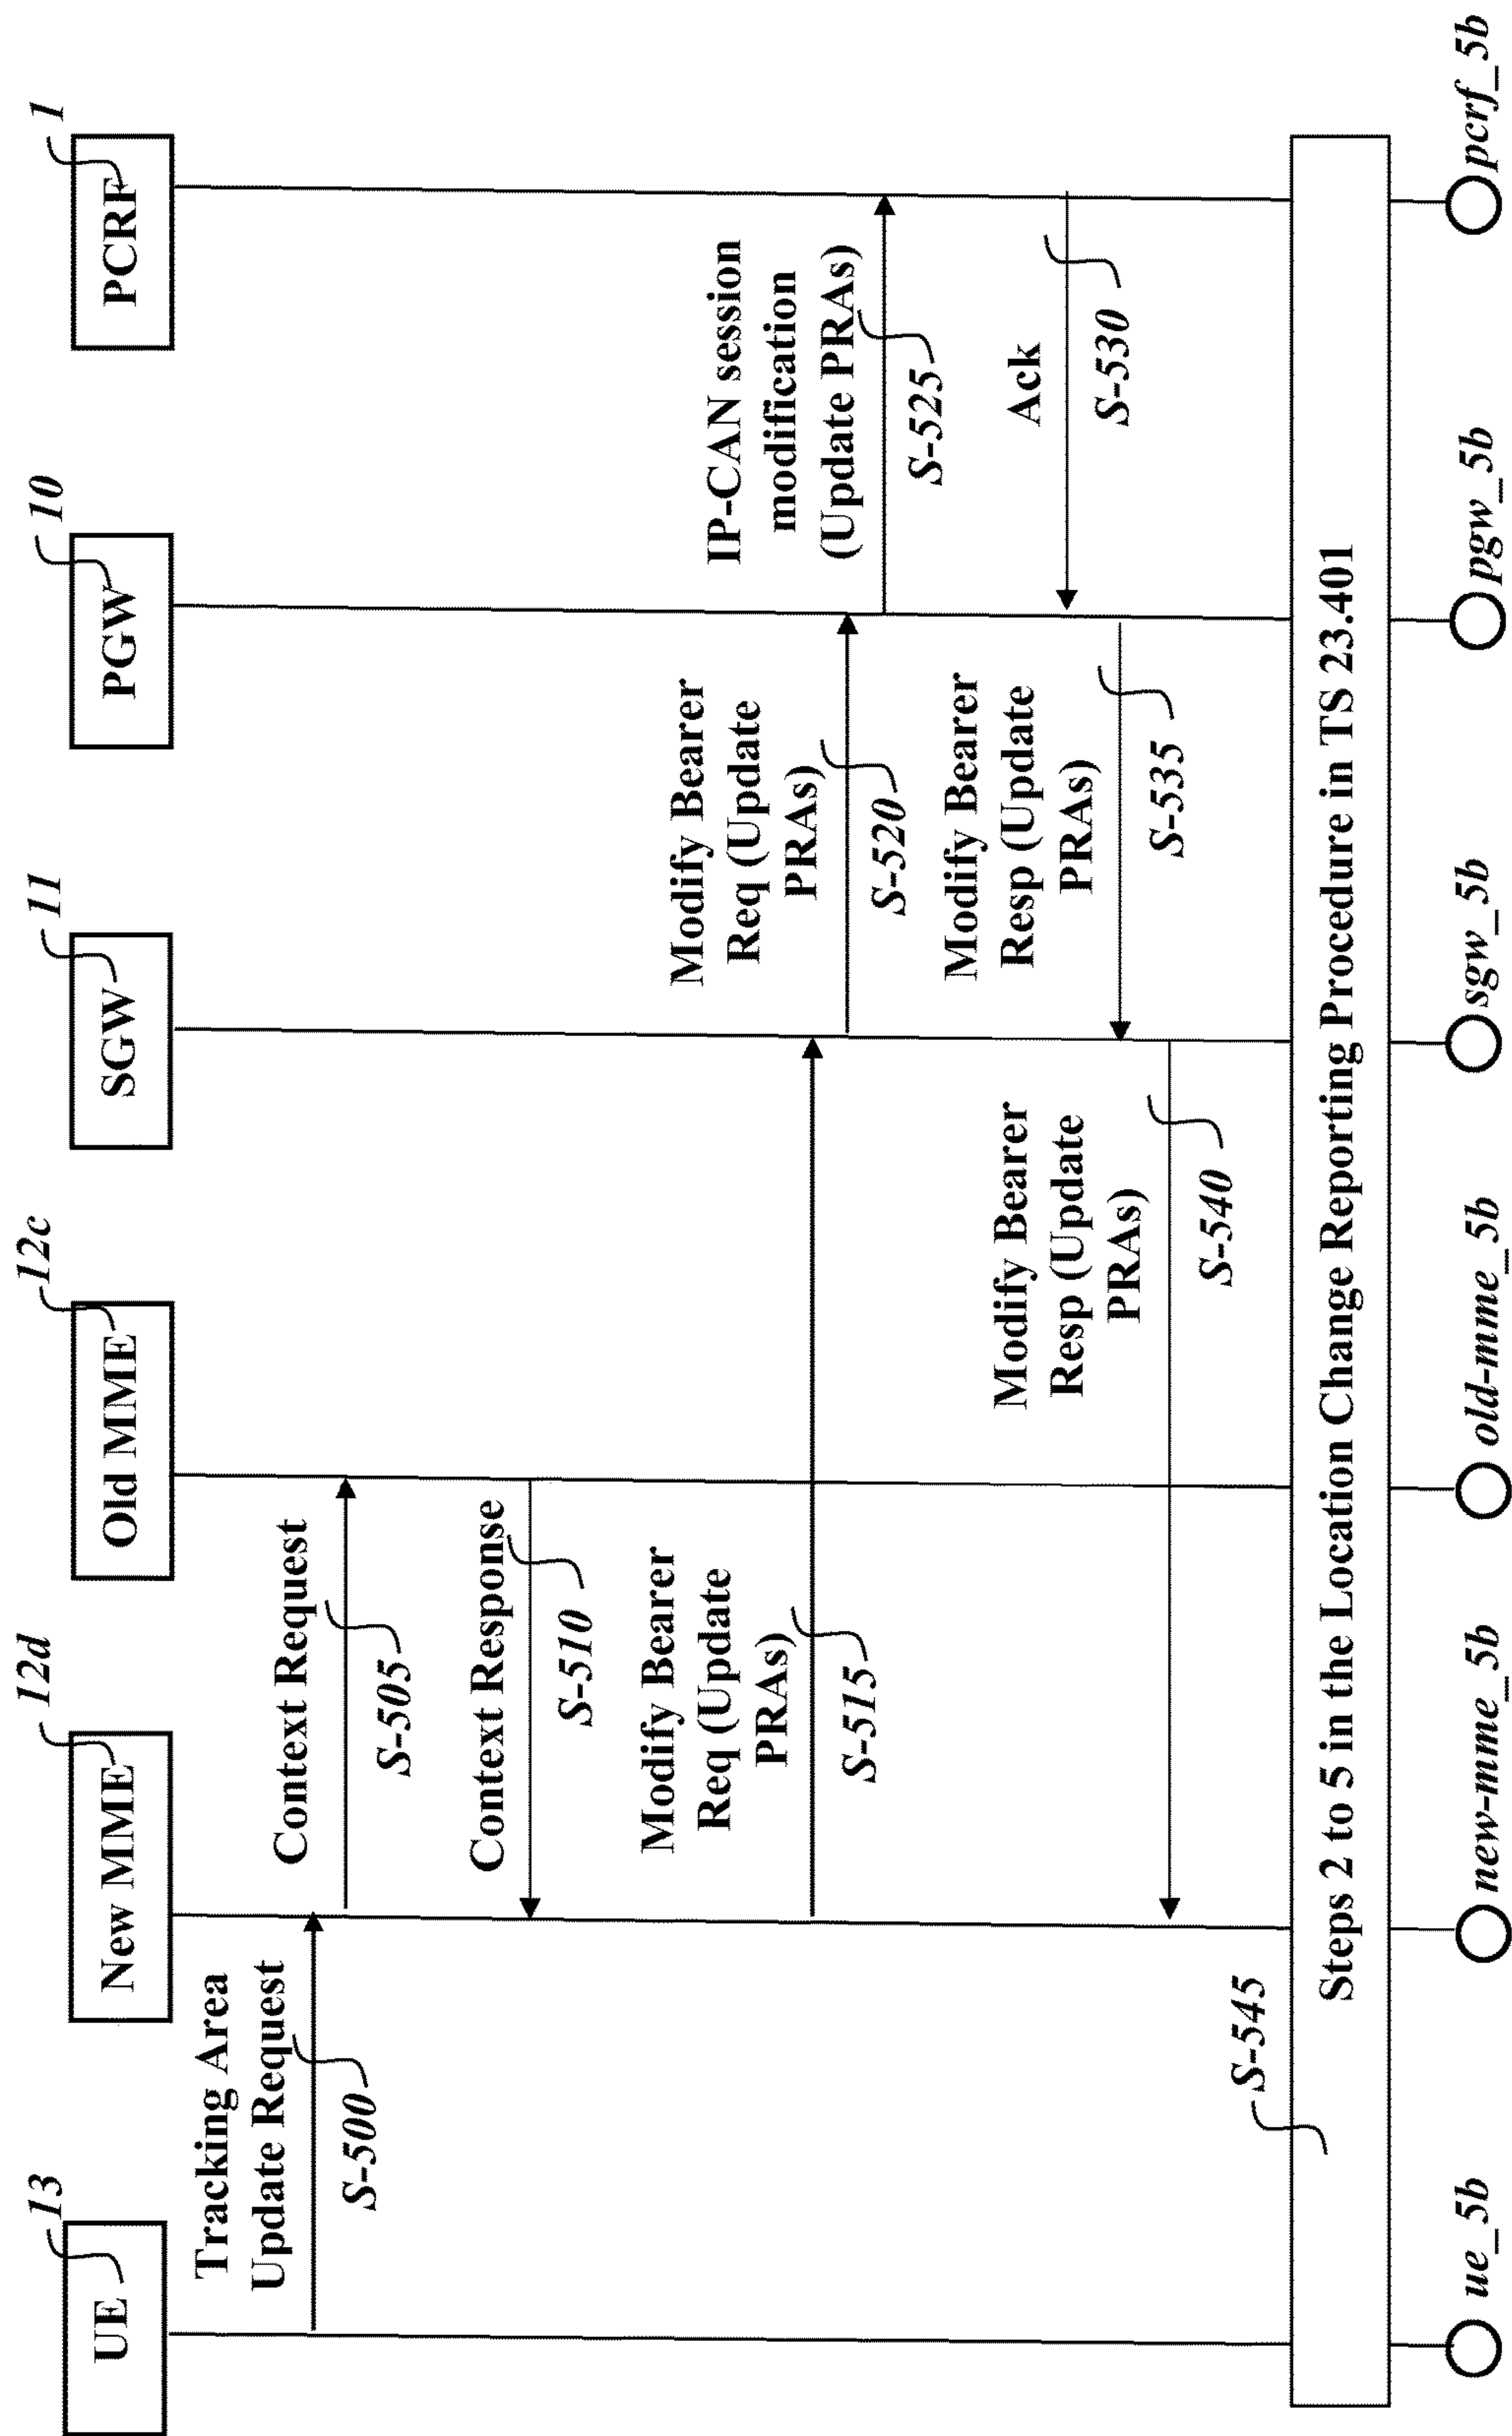 13
UE
12d
New MME
12c
Old MME
11
SGW
10
PGW
1
PCRF
Tracking Area
Update Request
S-500
Context Request
S-505
Context Response
S-510
Modify Bearer
Req (Update
PRAs)
S-515
Modify Bearer
Req (Update
PRAs)
S-520
IP-CAN session
modification
(Update PRAs)
S-525
Ack
S-530
Modify Bearer
Resp (Update
PRAs)
S-535
Modify Bearer
Resp (Update
PRAs)
S-540
S-545
Steps 2 to 5 in the Location Change Reporting Procedure in TS 23.401
ue_5b
new-mme_5b
old-mme_5b
sgw_5b
pgw_5b
pcrf_5b